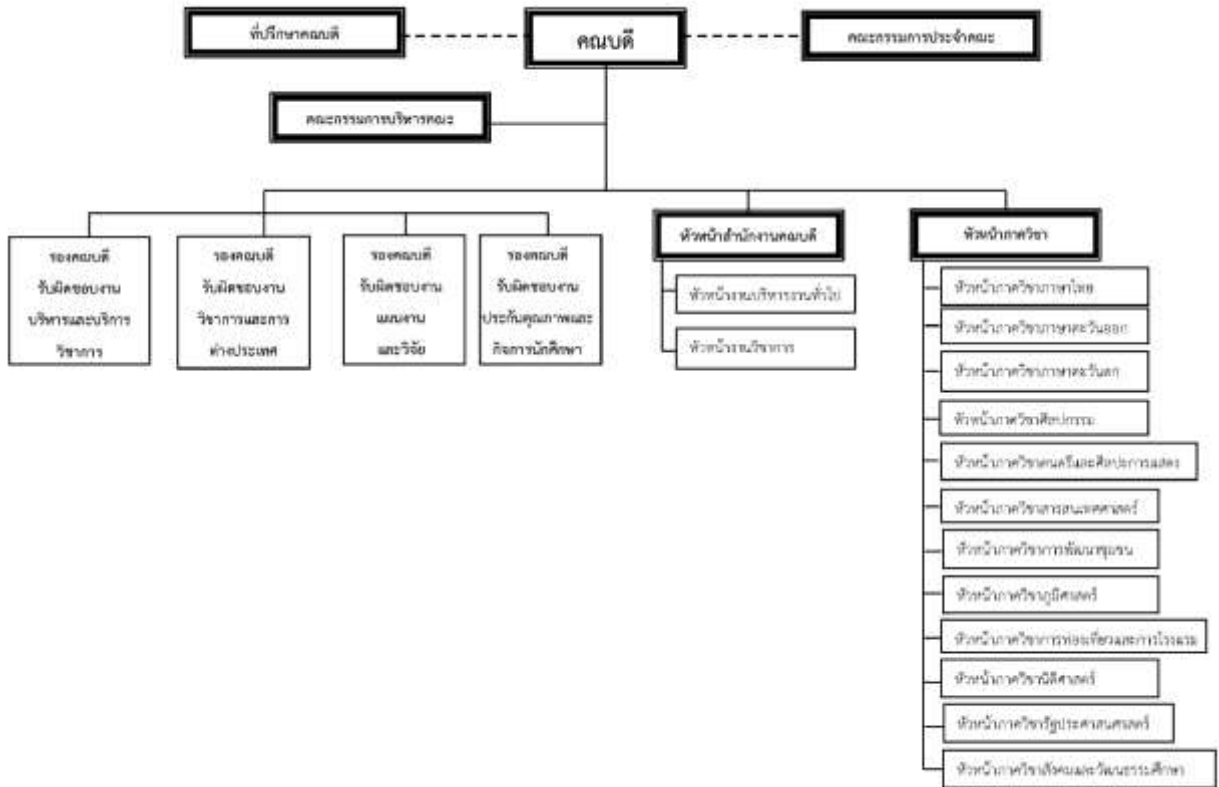 ที่ปรึกษาคณบดี
คณบดี
คณะกรรมการประจำคณะ
คณะกรรมการบริหารคณะ
รองคณบดี
รับผิดชอบงาน
บริหารและบริการ
วิชาการ
รองคณบดี
รับผิดชอบงาน
วิชาการและการ
ต่างประเทศ
รองคณบดี
รับผิดชอบงาน
แผนงาน
และวิจัย
รองคณบดี
รับผิดชอบงาน
ประกันคุณภาพและ
กิจการนักศึกษา
หัวหน้าสำนักงานคณบดี
หัวหน้างานบริหารงานทั่วไป
หัวหน้างานวิชาการ
หัวหน้าภาควิชา
หัวหน้าภาควิชาภาษาไทย
หัวหน้าภาควิชาภาษาตะวันออก
หัวหน้าภาควิชาภาษาตะวันตก
หัวหน้าภาควิชาศิลปกรรม
หัวหน้าภาควิชาดนตรีและศิลปะการแสดง
หัวหน้าภาควิชาสารสนเทศศาสตร์
หัวหน้าภาควิชาการพัฒนาชุมชน
หัวหน้าภาควิชาภูมิศาสตร์
หัวหน้าภาควิชาการท่องเที่ยวและการโรงแรม
หัวหน้าภาควิชานิติศาสตร์
หัวหน้าภาควิชารัฐประศาสนศาสตร์
หัวหน้าภาควิชาสังคมและวัฒนธรรมศึกษา